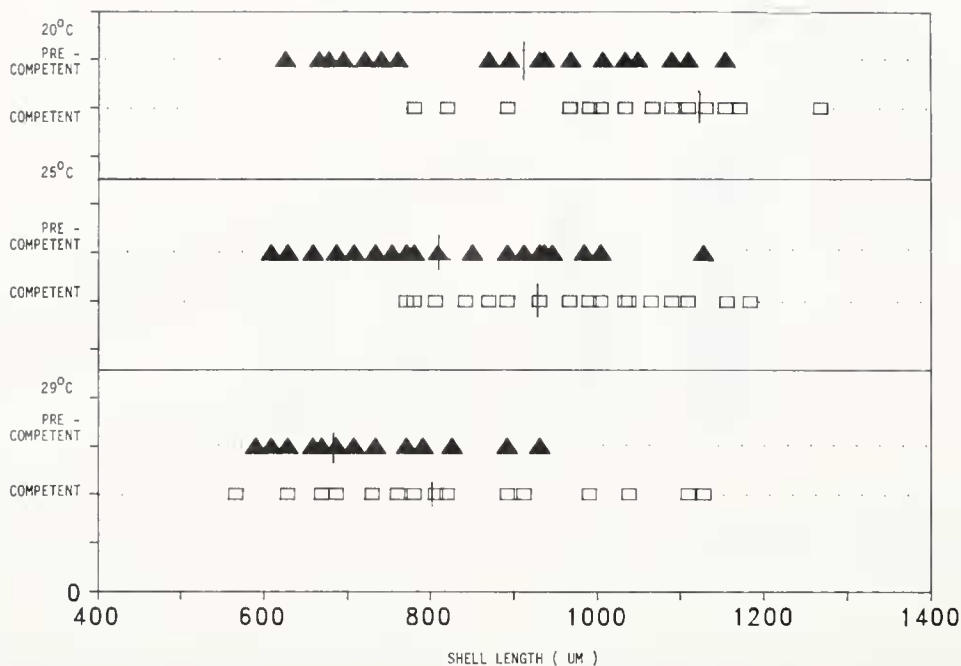 20°C
PRE -
COMPETENT
COMPETENT
25°C
PRE -
COMPETENT
COMPETENT
29°C
PRE -
COMPETENT
COMPETENT
0
400 600 800 1000 1200 1400
SHELL LENGTH ( UM )